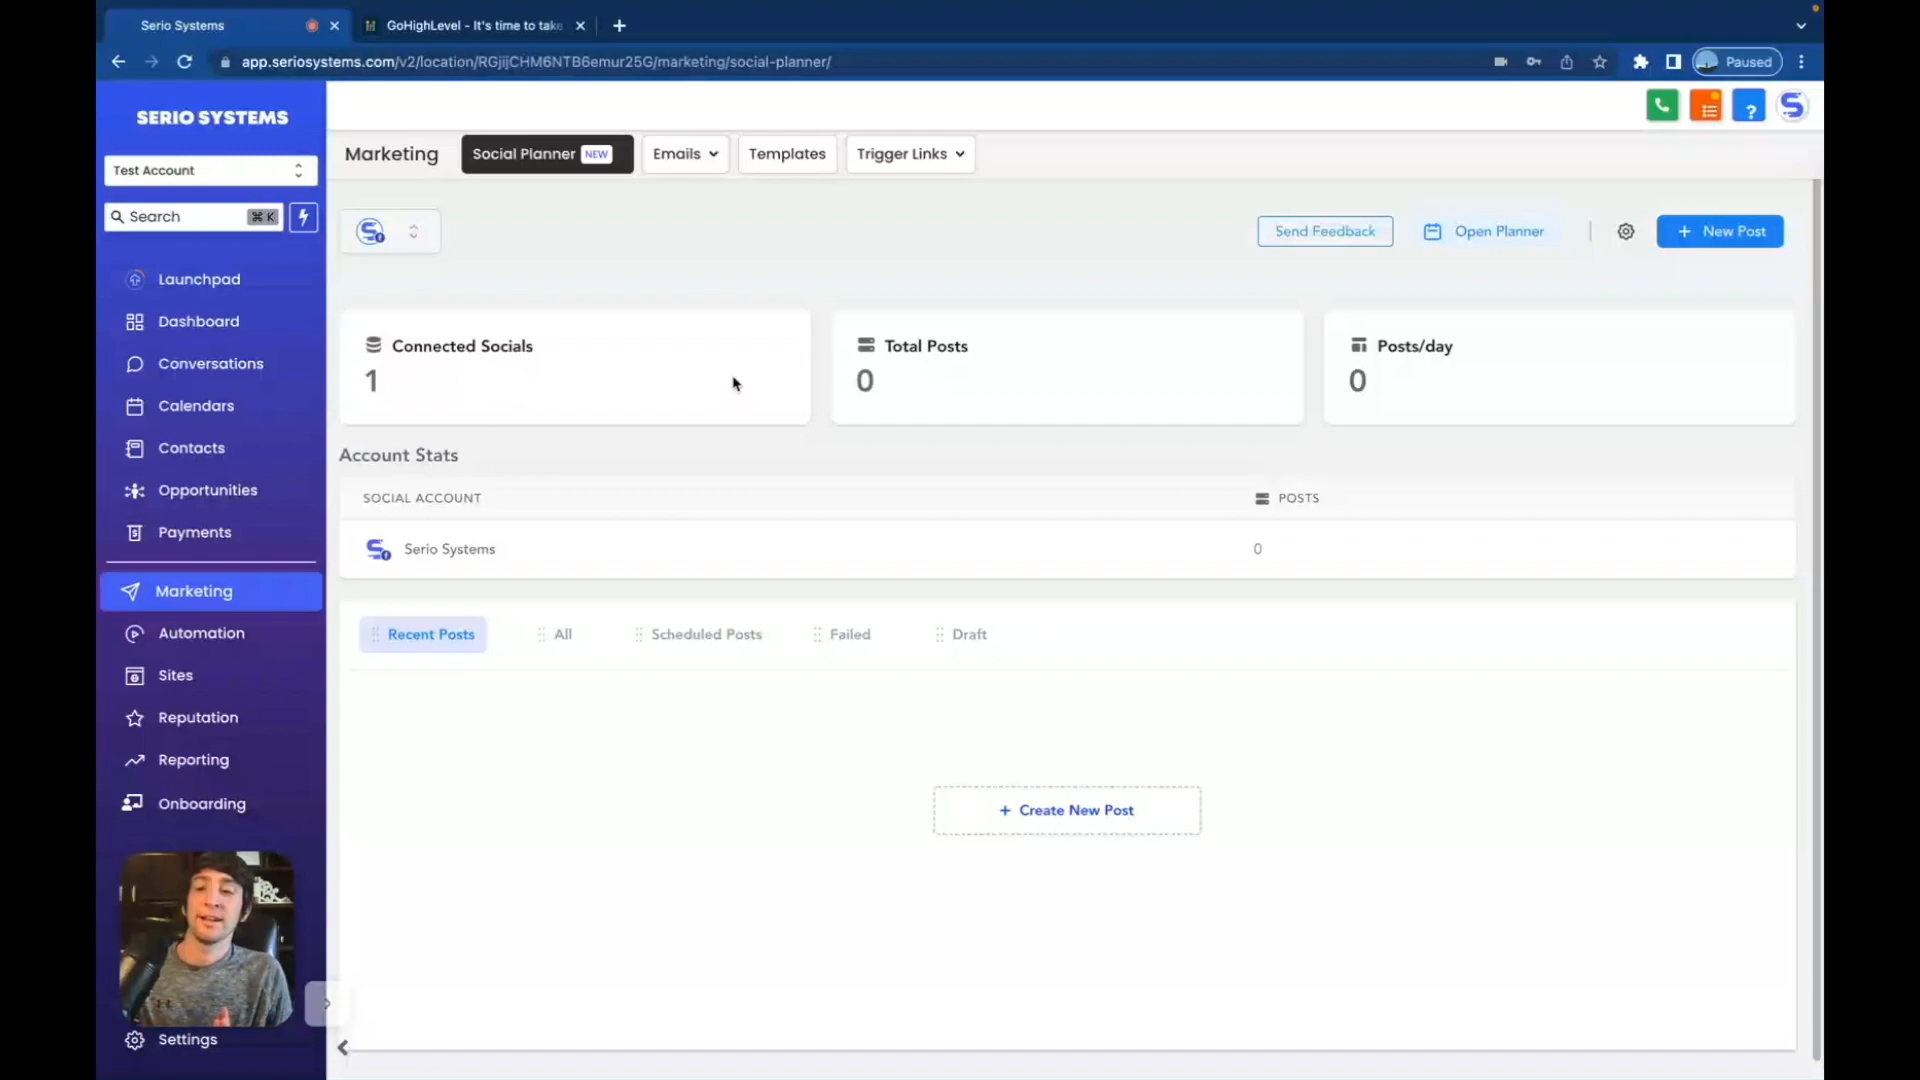 Serio Systems
GoHighLevel - It's time to take
app.seriosystems.com/v2/location/RGjijCHM6NTB6emur25G/marketing/social-planner/
Paused
SERIO SYSTEMS
Test Account
Search
⌘ K
Launchpad
Dashboard
Conversations
Calendars
Contacts
Opportunities
Payments
Marketing
Automation
Sites
Reputation
Reporting
Onboarding
Settings
Marketing
Social Planner NEW
Emails
Templates
Trigger Links
Send Feedback
Open Planner
+ New Post
Connected Socials
1
Total Posts
0
Posts/day
0
Account Stats
SOCIAL ACCOUNT
POSTS
Serio Systems
0
Recent Posts
All
Scheduled Posts
Failed
Draft
+ Create New Post